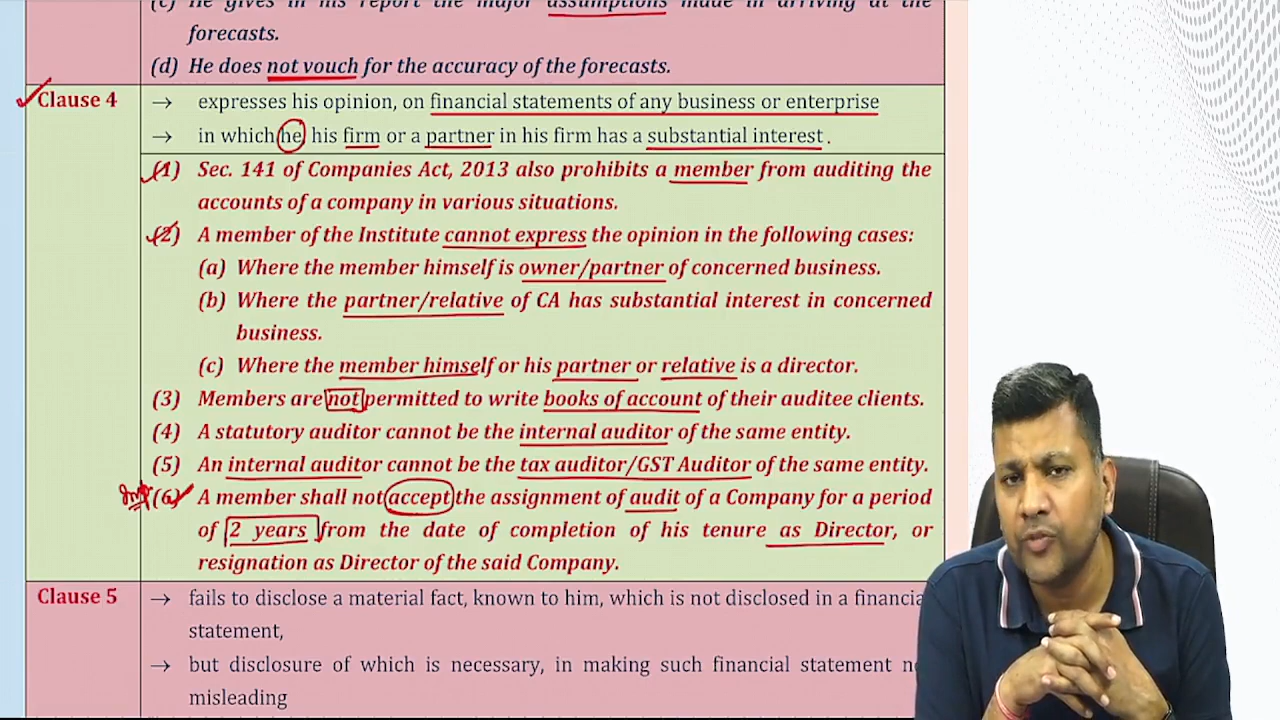 (c) He gives in his report the major assumptions made in arriving at the
forecasts.
(d) He does not vouch for the accuracy of the forecasts.
Clause 4
→ expresses his opinion, on financial statements of any business or enterprise
→ in which he, his firm or a partner in his firm has a substantial interest.
(1) Sec. 141 of Companies Act, 2013 also prohibits a member from auditing the
accounts of a company in various situations.
(2) A member of the Institute cannot express the opinion in the following cases:
(a) Where the member himself is owner/partner of concerned business.
(b) Where the partner/relative of CA has substantial interest in concerned
business.
(c) Where the member himself or his partner or relative is a director.
(3) Members are not permitted to write books of account of their auditee clients.
(4) A statutory auditor cannot be the internal auditor of the same entity.
(5) An internal auditor cannot be the tax auditor/GST Auditor of the same entity.
Imp. (6) A member shall not accept the assignment of audit of a Company for a period
of 2 years from the date of completion of his tenure as Director, or
resignation as Director of the said Company.
Clause 5
→ fails to disclose a material fact, known to him, which is not disclosed in a financia
statement,
→ but disclosure of which is necessary, in making such financial statement n
misleading